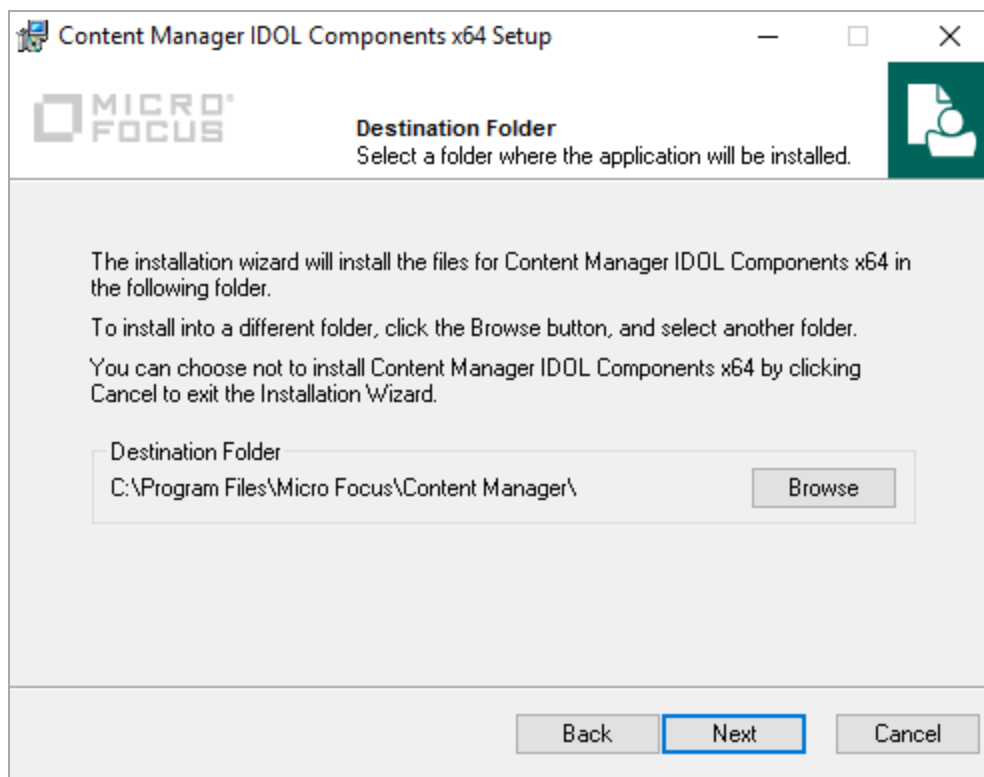 Content Manager IDOL Components x64 Setup
MICRO
FOCUS
Destination Folder
Select a folder where the application will be installed.
The installation wizard will install the files for Content Manager IDOL Components x64 in
the following folder.
To install into a different folder, click the Browse button, and select another folder.
You can choose not to install Content Manager IDOL Components x64 by clicking
Cancel to exit the Installation Wizard.
Destination Folder
C:\Program Files\Micro Focus\Content Manager\
Browse
Back
Next
Cancel